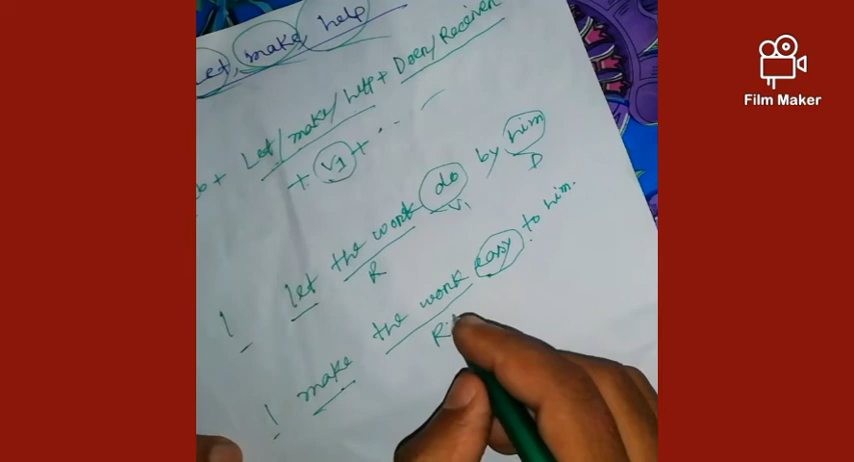 Let, make, help
Sub + Let/make/help + Doer/Receiver
+ V1 + ...
I let the work do by him
R V1 D
I make the work easy to him.
R
Film Maker